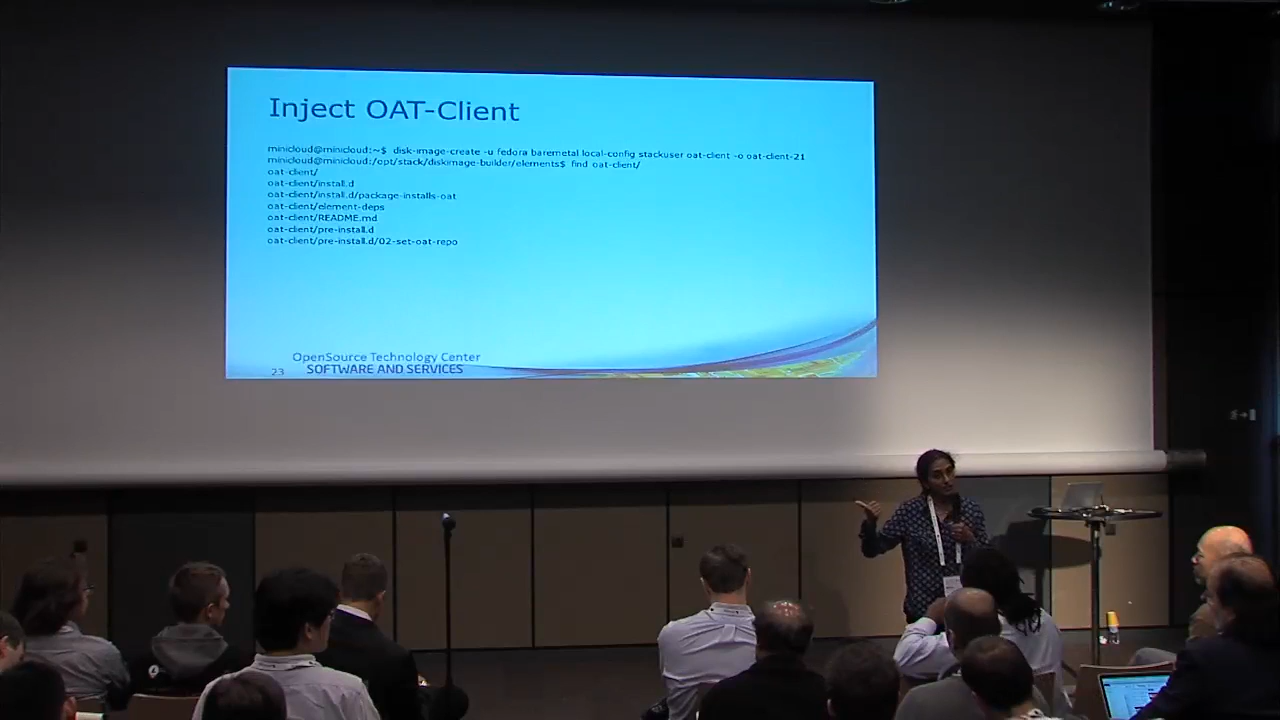 Inject OAT-Client
minicloud@minicloud:~$ disk-image-create -u fedora baremetal local-config stackuser oat-client -o oat-client-21
minicloud@minicloud:/opt/stack/diskimage-builder/elements$ find oat-client/
oat-client/
oat-client/install.d
oat-client/install.d/package-installs-oat
oat-client/element-deps
oat-client/README.md
oat-client/pre-install.d
oat-client/pre-install.d/02-set-oat-repo
OpenSource Technology Center
23 SOFTWARE AND SERVICES